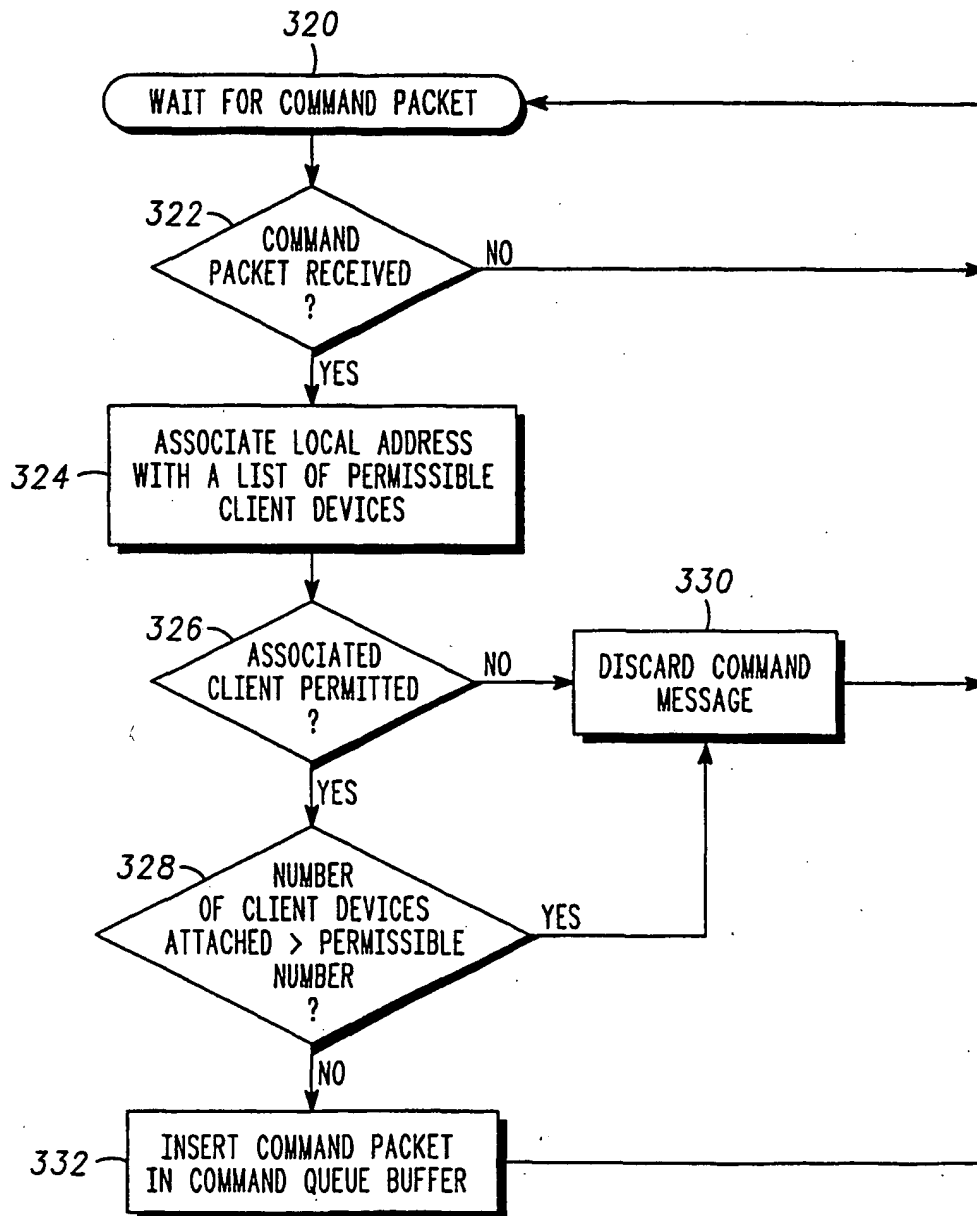 320
WAIT FOR COMMAND PACKET
322
COMMAND
PACKET RECEIVED
?
NO
YES
324
ASSOCIATE LOCAL ADDRESS
WITH A LIST OF PERMISSIBLE
CLIENT DEVICES
326
ASSOCIATED
CLIENT PERMITTED
?
NO
330
DISCARD COMMAND
MESSAGE
YES
328
NUMBER
OF CLIENT DEVICES
ATTACHED > PERMISSIBLE
NUMBER
?
YES
NO
332
INSERT COMMAND PACKET
IN COMMAND QUEUE BUFFER